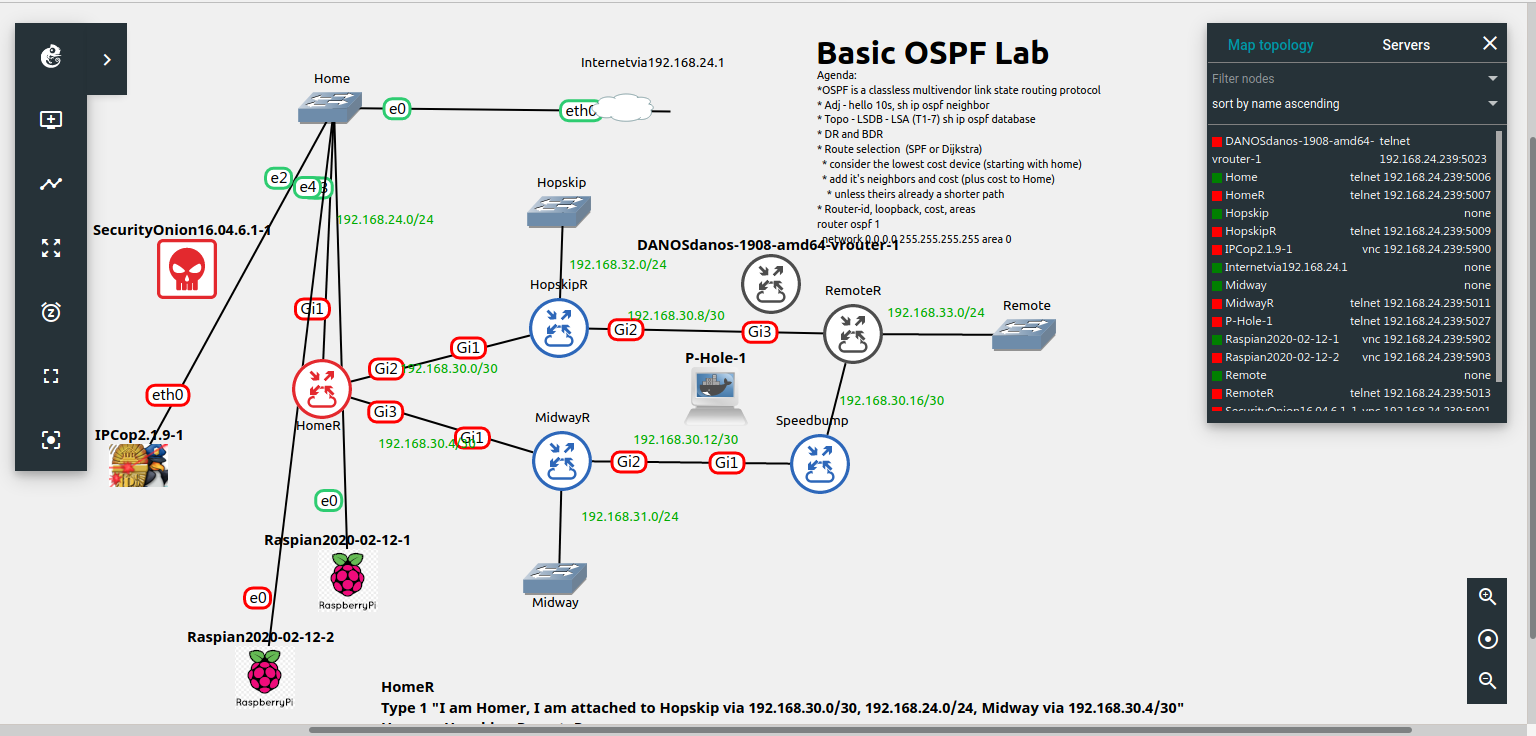 Home
e0
eth0
Internetvia192.168.24.1
Basic OSPF Lab
Agenda:
*OSPF is a classless multivendor link state routing protocol
* Adj - hello 10s, sh ip ospf neighbor
* Topo - LSDB - LSA (T1-7) sh ip ospf database
* DR and BDR
* Route selection (SPF or Dijkstra)
* consider the lowest cost device (starting with home)
* add it's neighbors and cost (plus cost to Home)
* unless theirs already a shorter path
* Router-id, loopback, cost, areas
router ospf 1
network 0.0.0.0 255.255.255.255 area 0
e2
e4
3
192.168.24.0/24
SecurityOnion16.04.6.1-1
Hopskip
192.168.32.0/24
DANOSdanos-1908-amd64-vrouter-1
HopskipR
RemoteR
Remote
192.168.30.8/30
192.168.33.0/24
Gi1
Gi2
Gi3
Gi1
Gi2
192.168.30.0/30
P-Hole-1
eth0
HomeR
Gi3
192.168.30.4/30
Gi1
MidwayR
192.168.30.16/30
Speedbump
192.168.30.12/30
Gi2
Gi1
IPCop2.1.9-1
e0
192.168.31.0/24
Raspian2020-02-12-1
RaspberryPi
Midway
e0
Raspian2020-02-12-2
RaspberryPi
HomeR
Type 1 "I am Homer, I am attached to Hopskip via 192.168.30.0/30, 192.168.24.0/24, Midway via 192.168.30.4/30"
Map topology
Servers
Filter nodes
sort by name ascending
DANOSdanos-1908-amd64- telnet
vrouter-1 192.168.24.239:5023
Home telnet 192.168.24.239:5006
HomeR telnet 192.168.24.239:5007
Hopskip none
HopskipR telnet 192.168.24.239:5009
IPCop2.1.9-1 vnc 192.168.24.239:5900
Internetvia192.168.24.1 none
Midway none
MidwayR telnet 192.168.24.239:5011
P-Hole-1 telnet 192.168.24.239:5027
Raspian2020-02-12-1 vnc 192.168.24.239:5902
Raspian2020-02-12-2 vnc 192.168.24.239:5903
Remote none
RemoteR telnet 192.168.24.239:5013
SecurityOnion16.04.6.1-1 vnc 192.168.24.239:5901